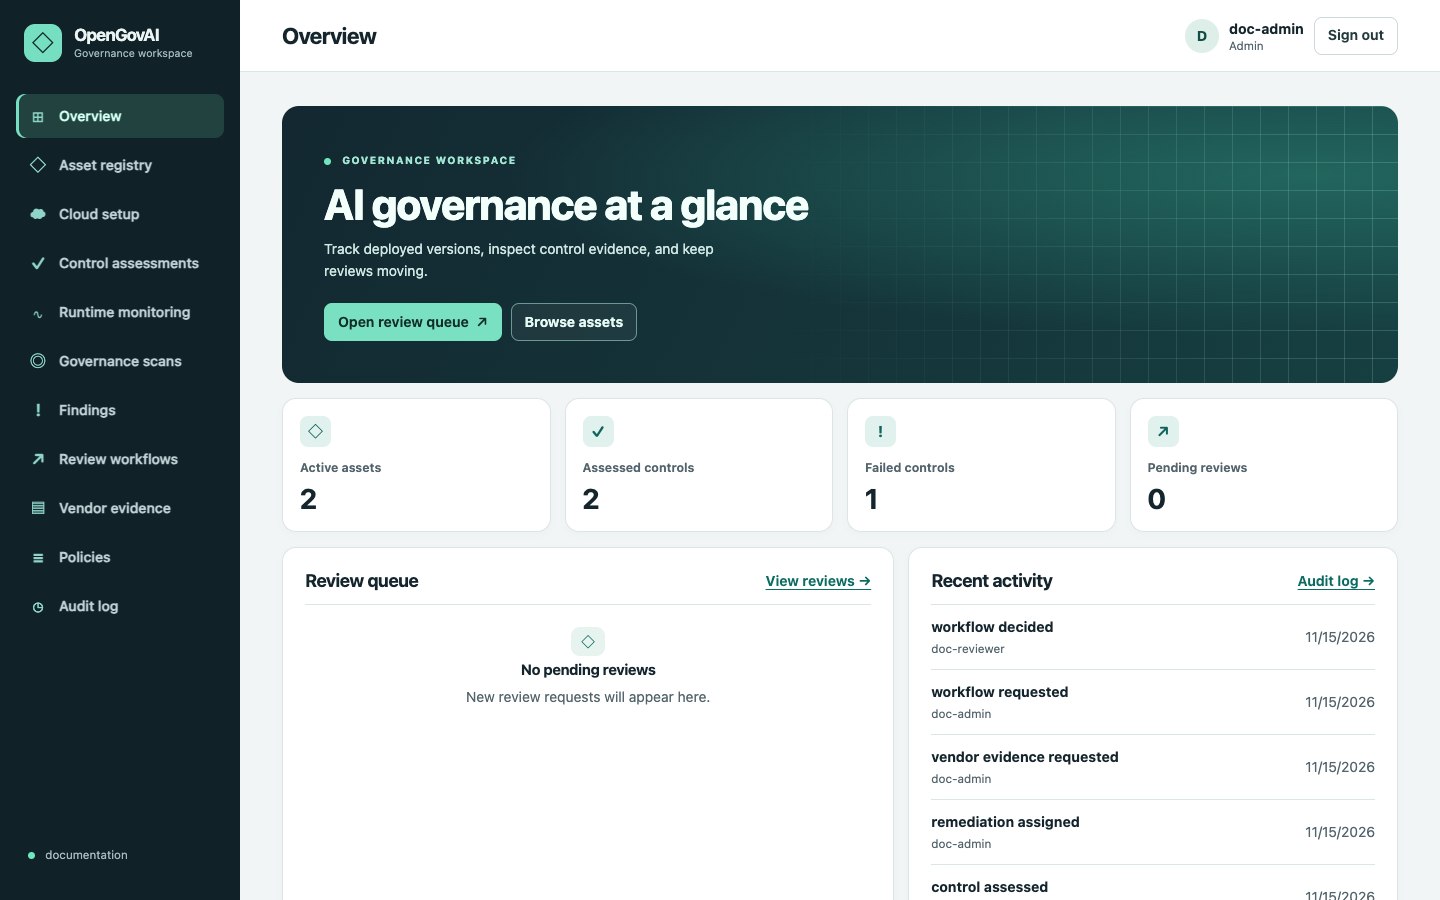 OpenGovAI
Governance workspace
Overview
Asset registry
Cloud setup
Control assessments
Runtime monitoring
Governance scans
Findings
Review workflows
Vendor evidence
Policies
Audit log
documentation
Overview
D
doc-admin
Admin
Sign out
GOVERNANCE WORKSPACE
AI governance at a glance
Track deployed versions, inspect control evidence, and keep
reviews moving.
Open review queue ↗
Browse assets
Active assets
2
Assessed controls
2
!
Failed controls
1
Pending reviews
0
Review queue
View reviews →
No pending reviews
New review requests will appear here.
Recent activity
Audit log →
workflow decided
doc-reviewer
11/15/2026
workflow requested
doc-admin
11/15/2026
vendor evidence requested
doc-admin
11/15/2026
remediation assigned
doc-admin
11/15/2026
control assessed
11/15/2026